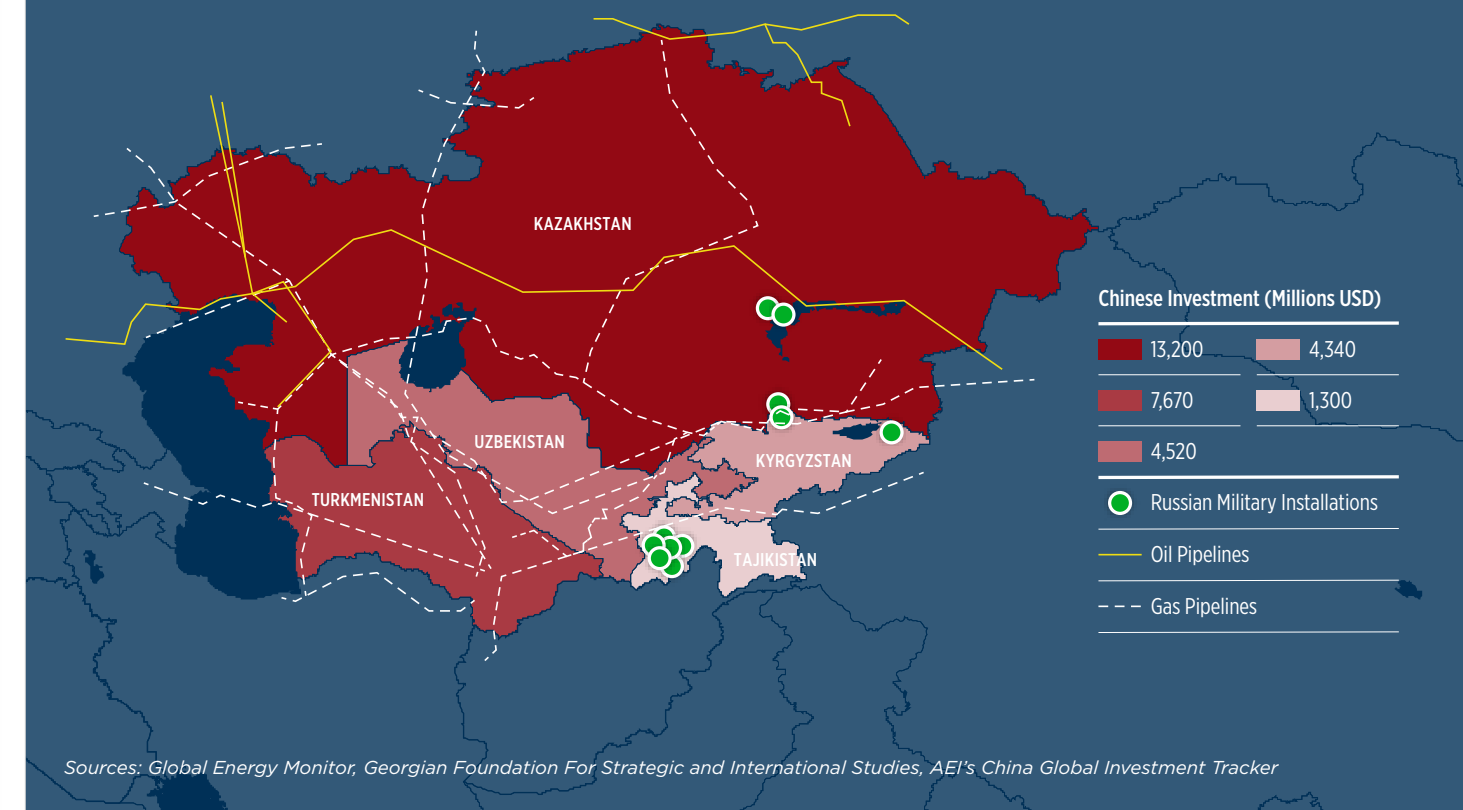 KAZAKHSTAN
UZBEKISTAN
KYRGYZSTAN
TURKMENISTAN
TAJIKISTAN
Chinese Investment (Millions USD)
13,200
4,340
7,670
1,300
4,520
Russian Military Installations
Oil Pipelines
Gas Pipelines
Sources: Global Energy Monitor, Georgian Foundation For Strategic and International Studies, AEI's China Global Investment Tracker